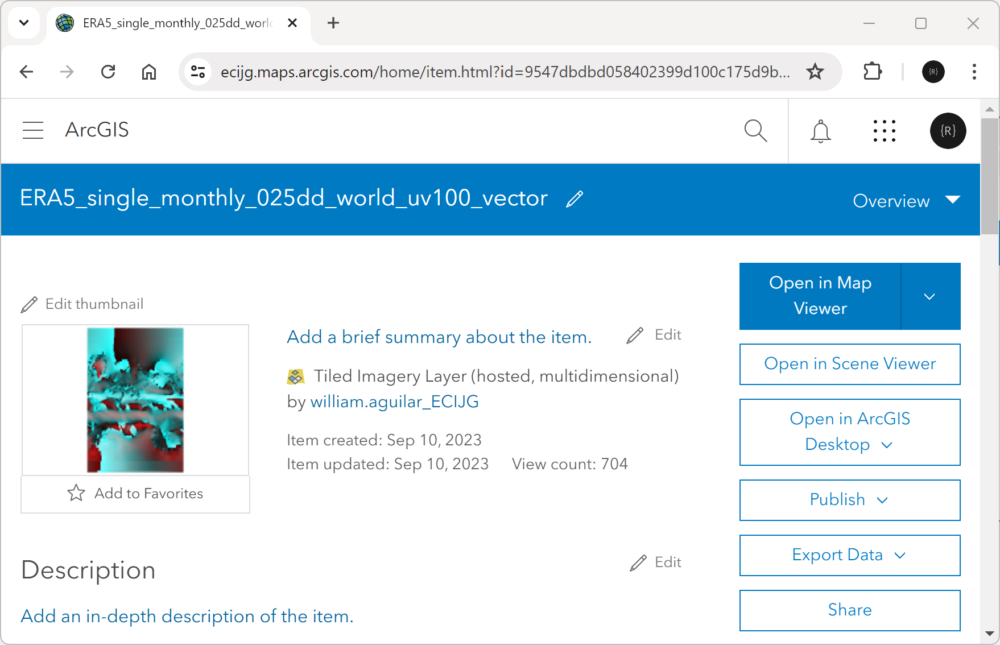 ERA5_single_monthly_025dd_worl
ecijg.maps.arcgis.com/home/item.html?id=9547dbdbd058402399d100c175d9b...
{R}
ArcGIS
{R}
ERA5_single_monthly_025dd_world_uv100_vector
Overview
Edit thumbnail
Add to Favorites
Add a brief summary about the item.
Edit
Tiled Imagery Layer (hosted, multidimensional)
by william.aguilar_ECIJG
Item created: Sep 10, 2023
Item updated: Sep 10, 2023 View count: 704
Description
Edit
Add an in-depth description of the item.
Open in Map
Viewer
Open in Scene Viewer
Open in ArcGIS
Desktop
Publish
Export Data
Share